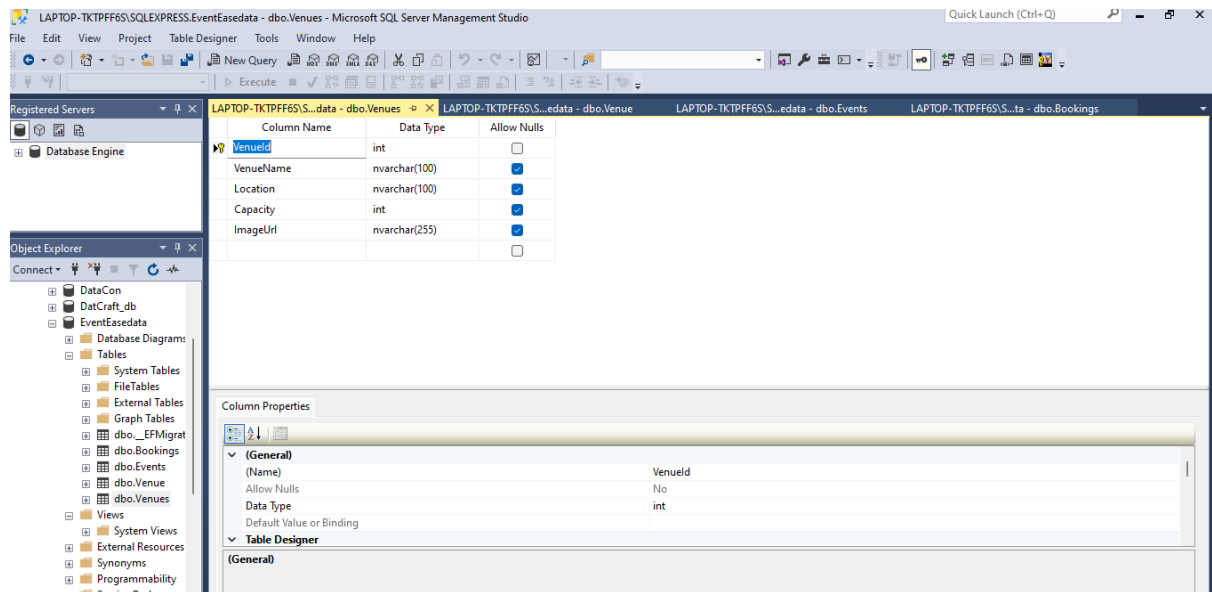 LAPTOP-TKTPFF6S\SQLEXPRESS.EventEasedata - dbo.Venues - Microsoft SQL Server Management Studio
Quick Launch (Ctrl+Q)
File Edit View Project Table Designer Tools Window Help
New Query MDX DMX XMLA DAX
Execute
Registered Servers
Database Engine
LAPTOP-TKTPFF6S\S...data - dbo.Venues
LAPTOP-TKTPFF6S\S...edata - dbo.Venue
LAPTOP-TKTPFF6S\S...edata - dbo.Events
LAPTOP-TKTPFF6S\S...ta - dbo.Bookings
Column Name Data Type Allow Nulls
VenueId int
VenueName nvarchar(100)
Location nvarchar(100)
Capacity int
ImageUrl nvarchar(255)
Object Explorer
Connect
DataCon
DatCraft_db
EventEasedata
Database Diagrams
Tables
System Tables
FileTables
External Tables
Graph Tables
dbo.__EFMigrat
dbo.Bookings
dbo.Events
dbo.Venue
dbo.Venues
Views
System Views
External Resources
Synonyms
Programmability
Column Properties
(General)
(Name) VenueId
Allow Nulls No
Data Type int
Default Value or Binding
Table Designer
(General)